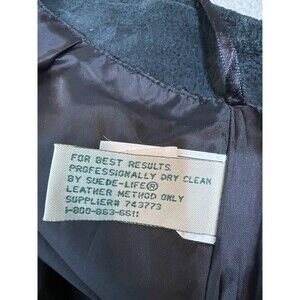 FOR BEST RESULTS
PROFESSIONALLY DRY CLEAN
BY SUEDE-LIFE®
LEATHER METHOD ONLY
SUPPLIER# 743773
1-800-863-6611